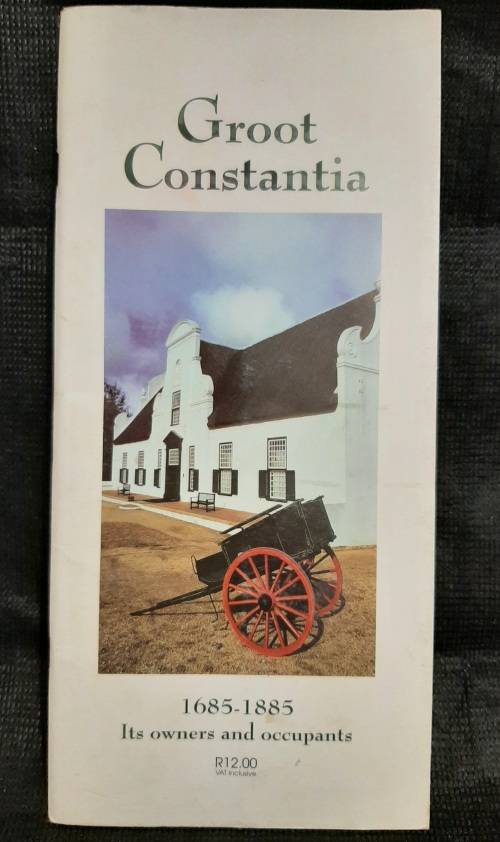 Groot
Constantia
1685-1885
Its owners and occupants
R12.00
VAT inclusive